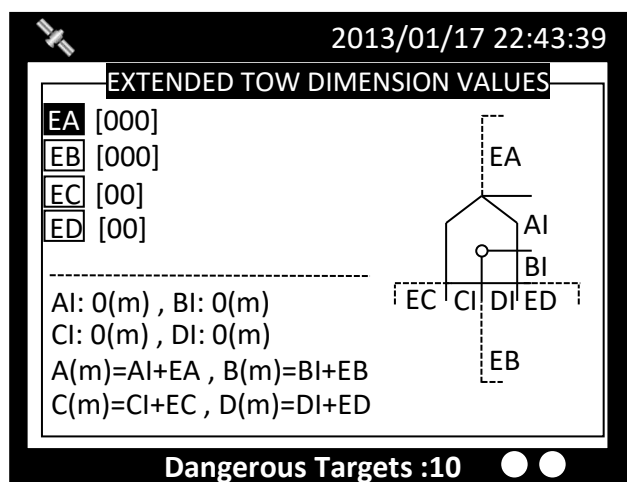 2013/01/17 22:43:39
EXTENDED TOW DIMENSION VALUES
EA [000]
EB [000]
EC [00]
ED [00]
AI: 0(m) , BI: 0(m)
CI: 0(m) , DI: 0(m)
A(m)=AI+EA , B(m)=BI+EB
C(m)=CI+EC , D(m)=DI+ED
EA
AI
BI
EC CI DI ED
EB
Dangerous Targets :10